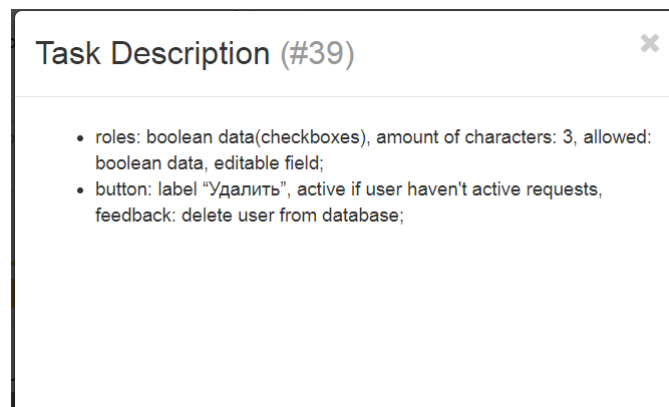 Task Description (#39)
roles: boolean data(checkboxes), amount of characters: 3, allowed:
boolean data, editable field;
button: label “Удалить”, active if user haven't active requests,
feedback: delete user from database;